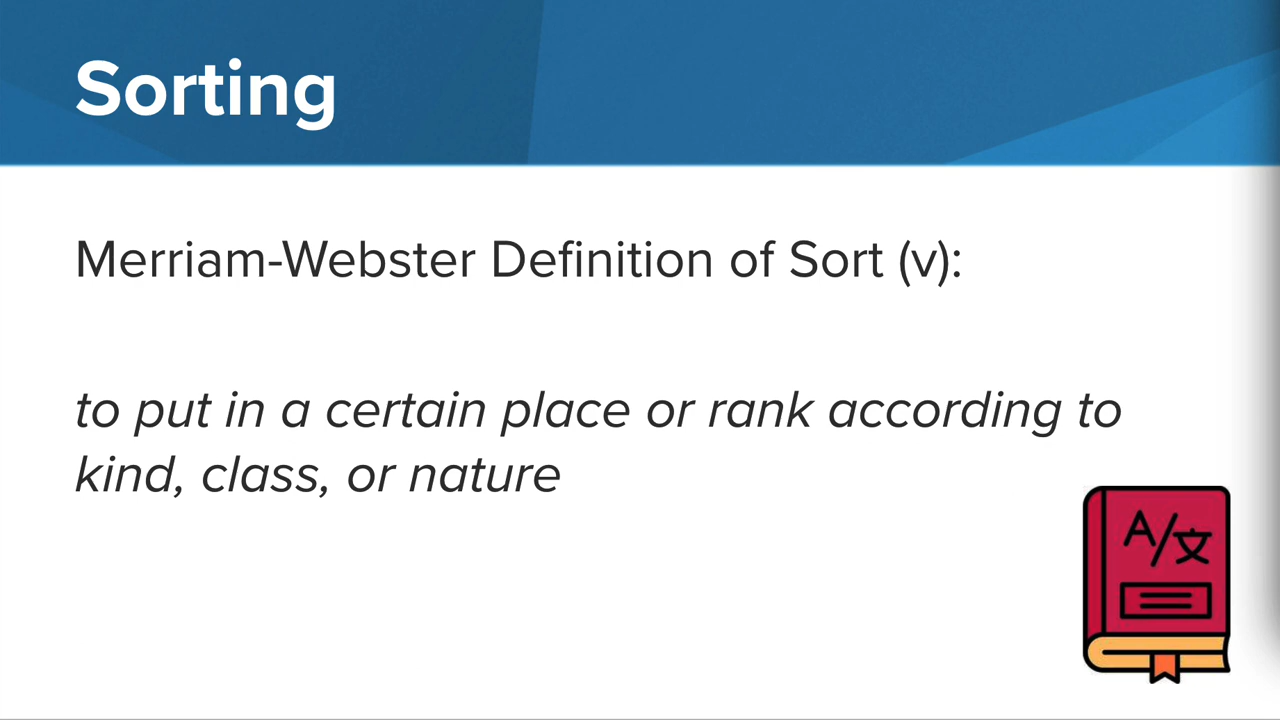 Sorting
Merriam-Webster Definition of Sort (v):
to put in a certain place or rank according to
kind, class, or nature
A/文